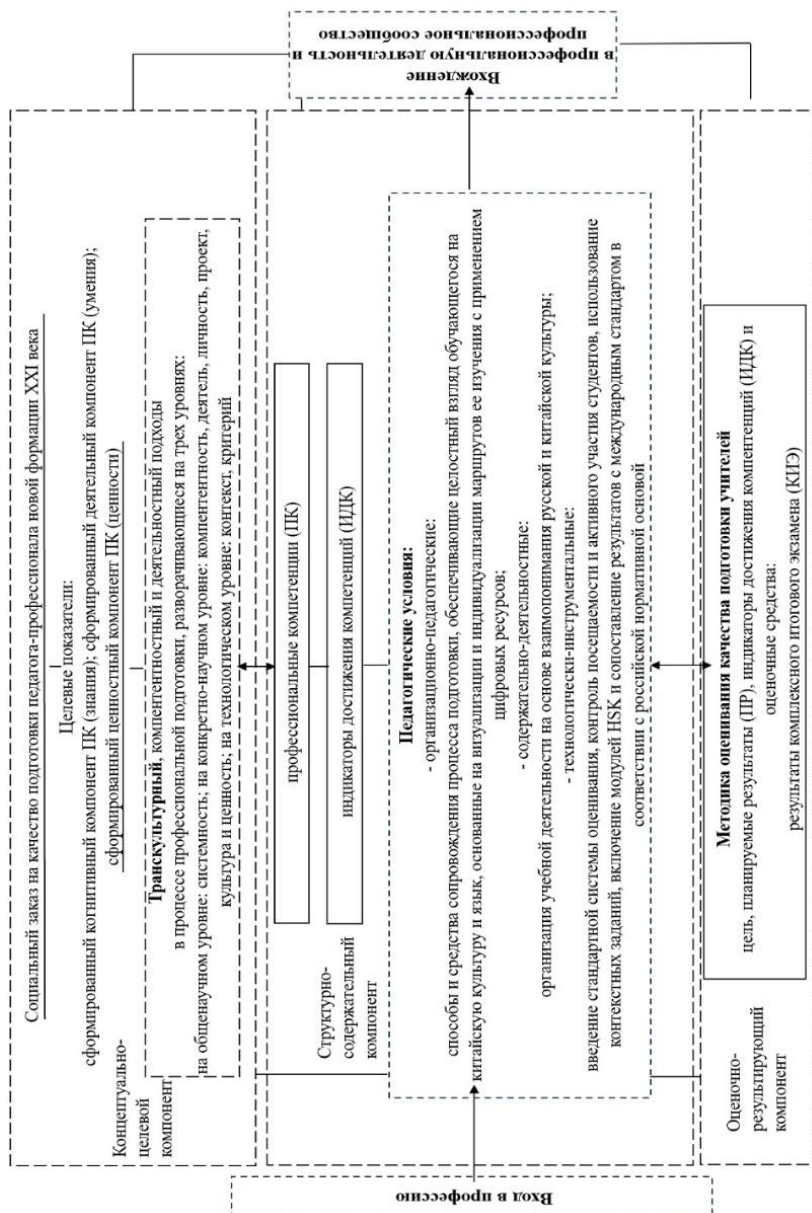 Социальный заказ на качество подготовки педагога-профессионала новой формации XXI века
Целевые показатели:
сформированный когнитивный компонент ПК (знания); сформированный деятельный компонент ПК (умения);
сформированный ценностный компонент ПК (ценности)
Концептуально-
целевой
компонент
Транскультурный, компентентностный и деятельностный подходы
в процессе профессиональной подготовки, разворачивающиеся на трех уровнях:
на общенаучном уровне: системность; на конкретно-научном уровне: компентентность, деятель, личность, проект,
культура и ценность; на технологическом уровне: контекст, критерий
Структурно-
содержательный
компонент
профессиональные компетенции (ПК)
индикаторы достижения компетенций (ИДК)
Вход в профессию
Педагогические условия:
- организационно-педагогические:
способы и средства сопровождения процесса подготовки, обеспечивающие целостный взгляд обучающегося на
китайскую культуру и язык, основанные на визуализации и индивидуализации маршрутов ее изучения с применением
цифровых ресурсов;
- содержательно-деятельностные:
организация учебной деятельности на основе взаимопонимания русской и китайской культуры;
- технологически-инструментальные:
введение стандартной системы оценивания, контроль посещаемости и активного участия студентов, использование
контекстных заданий, включение модулей HSK и сопоставление результатов с международным стандартом в
соответствии с российской нормативной основой
Вхождение
в профессиональную деятельность и
профессиональное сообщество
Оценочно-
результирующий
компонент
Методика оценивания качества подготовки учителей
цель, планируемые результаты (ПР), индикаторы достижения компентенций (ИДК) и
оценочные средства:
результаты комплексного итогового экзамена (КИЭ)